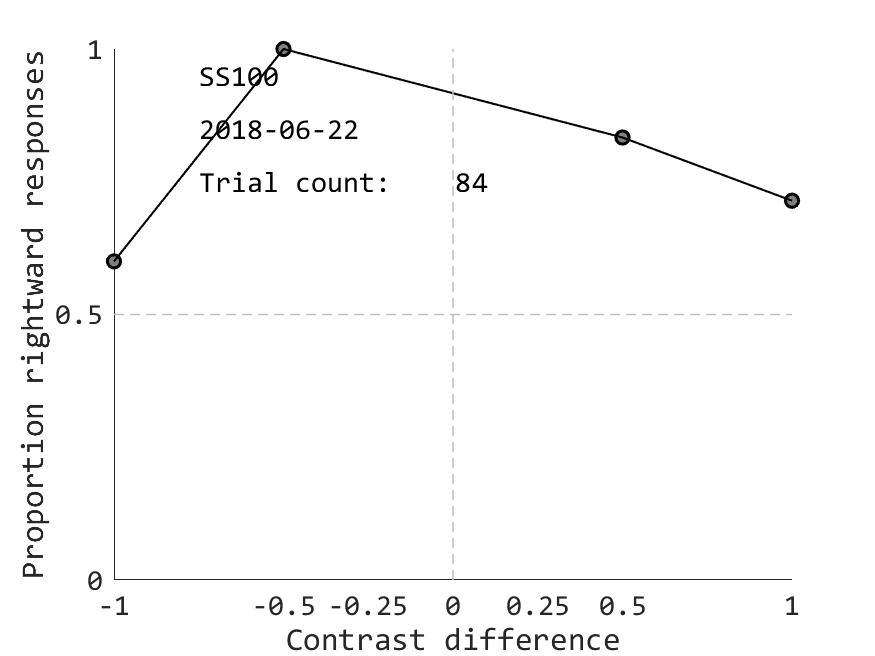 Proportion rightward responses
1
0.5
0
SS100
2018-06-22
Trial count: 84
-1 -0.5 -0.25 0 0.25 0.5 1
Contrast difference